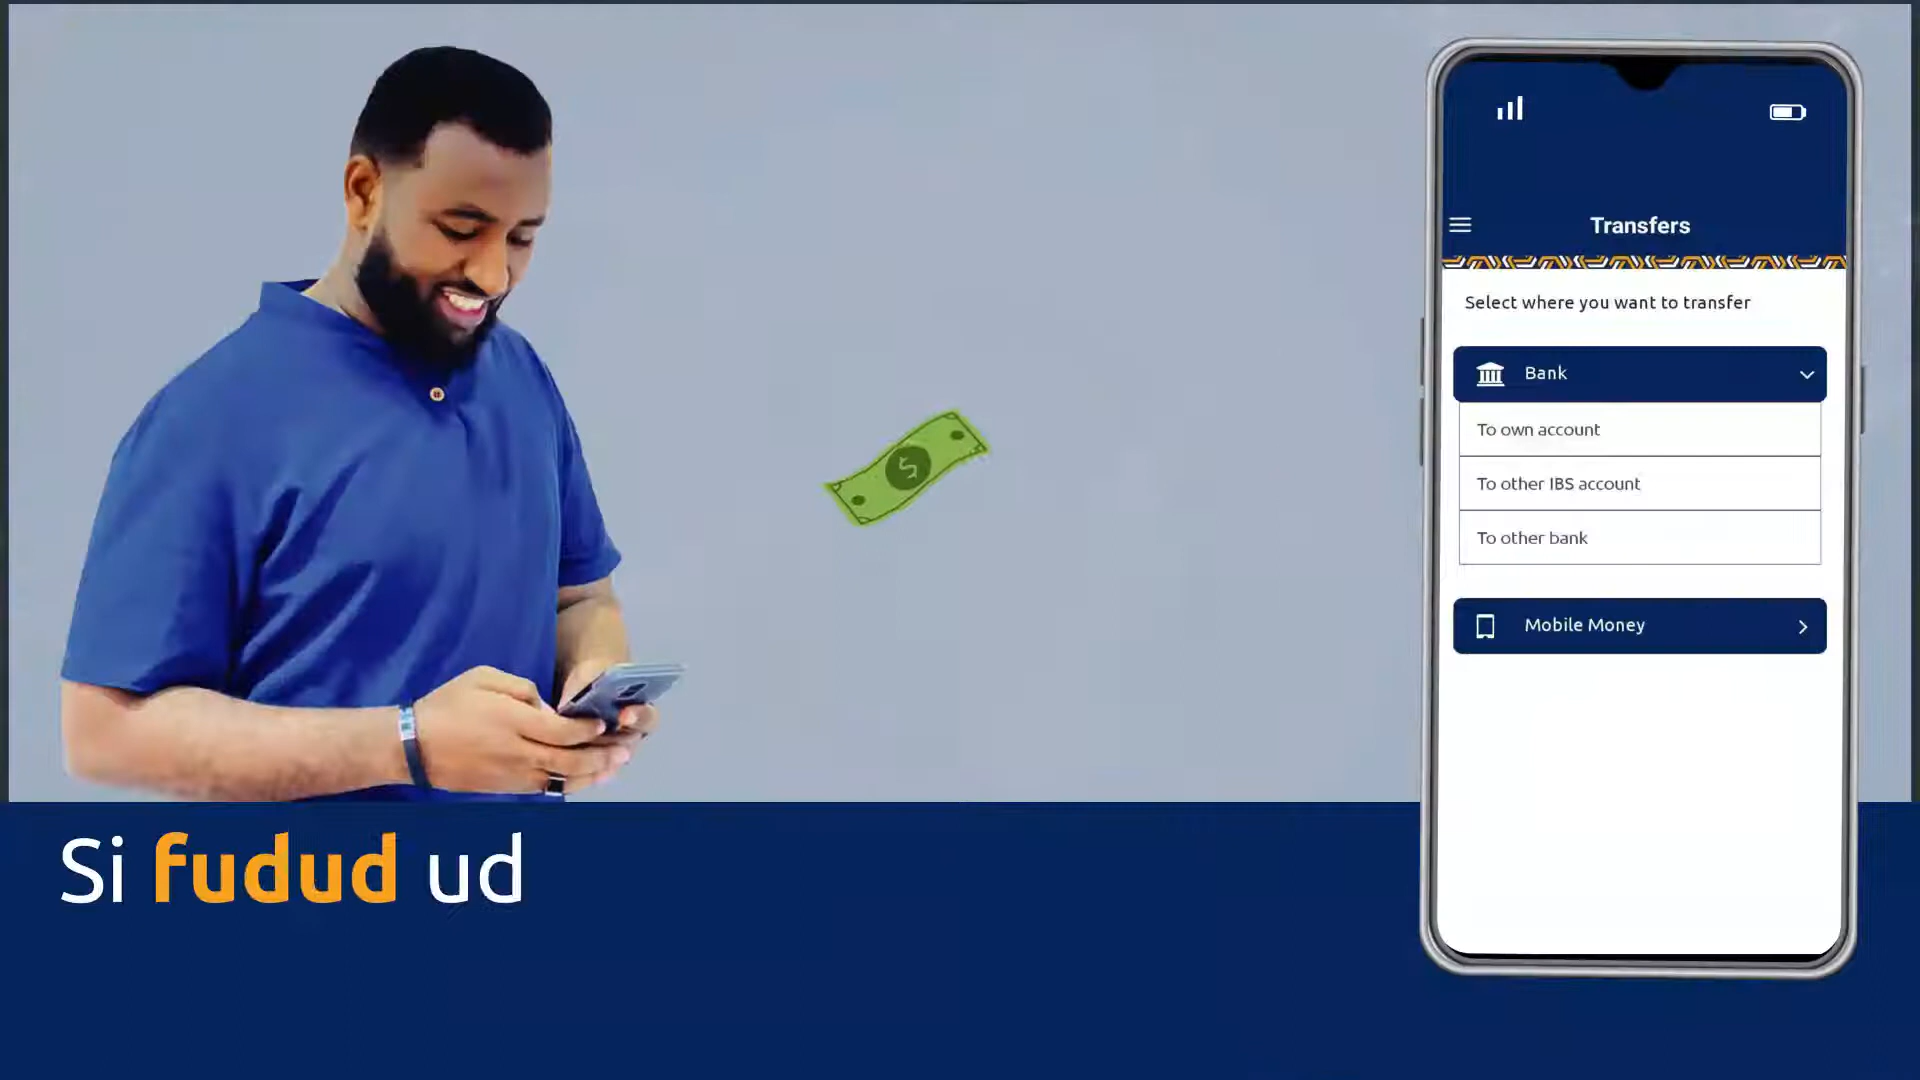 Transfers
Select where you want to transfer
Bank
To own account
To other IBS account
To other bank
Mobile Money
Si fudud ud